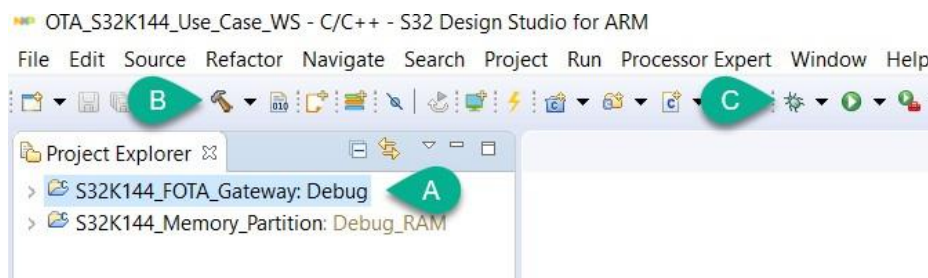 OTA_S32K144_Use_Case_WS - C/C++ - S32 Design Studio for ARM
File Edit Source Refactor Navigate Search Project Run Processor Expert Window Help
B
010
C
C
C
Project Explorer
S32K144_FOTA_Gateway: Debug
A
S32K144_Memory_Partition: Debug_RAM